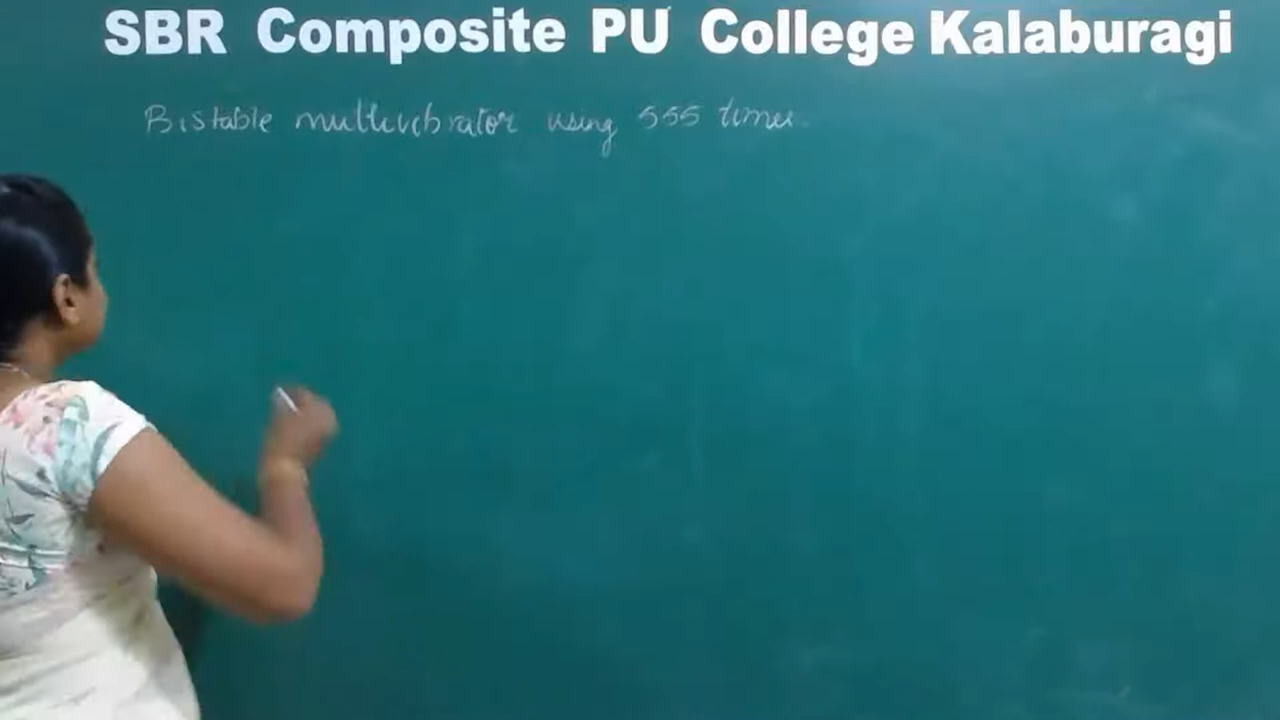 SBR Composite PU College Kalaburagi
Bistable multivibrator using 555 timer.